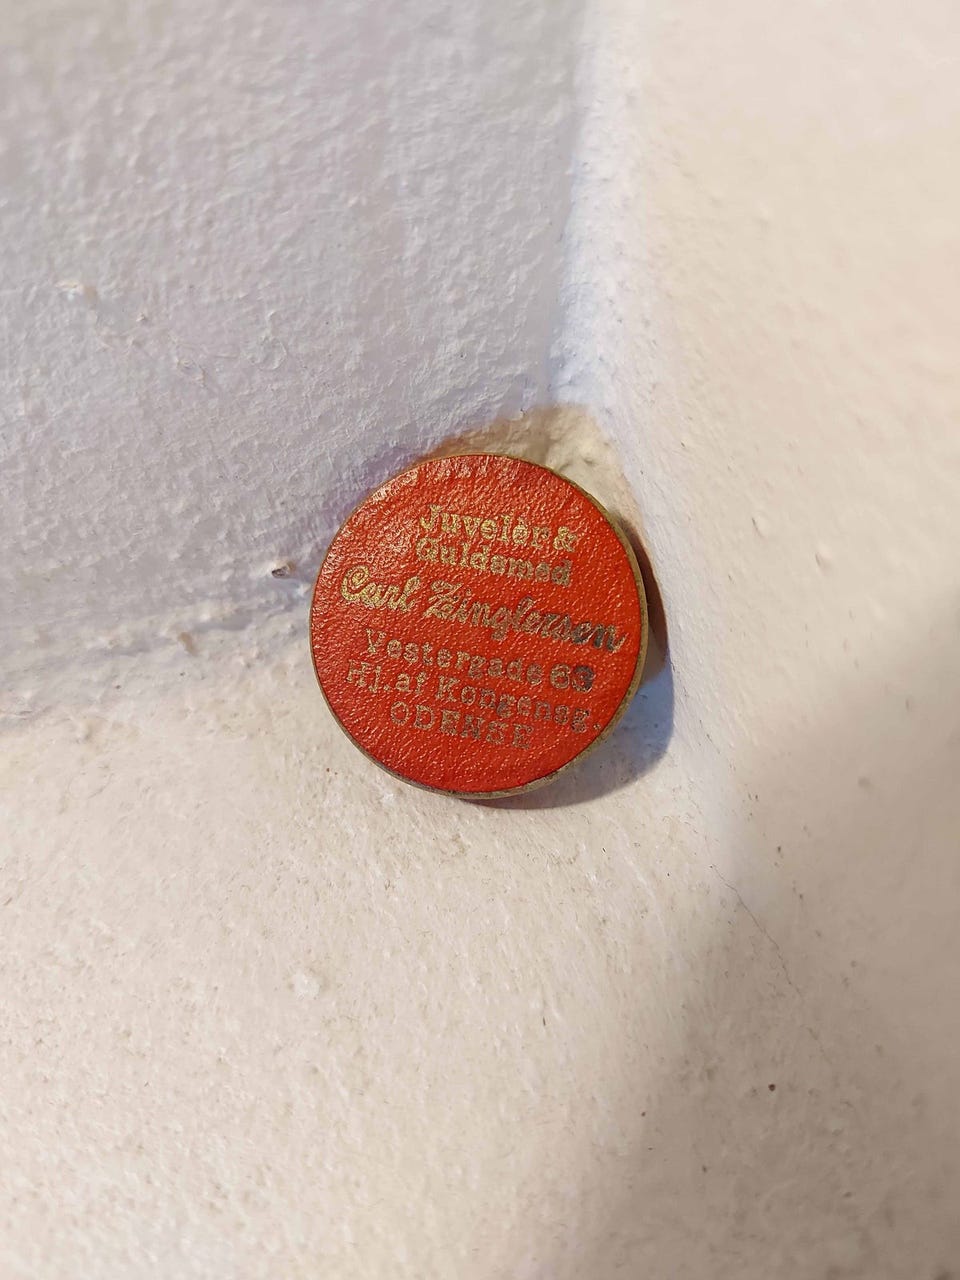 Juvelér &
Guldsmed
Carl Zinglersen
Vestergade 63
Hj. af Kongensg.
ODENSE